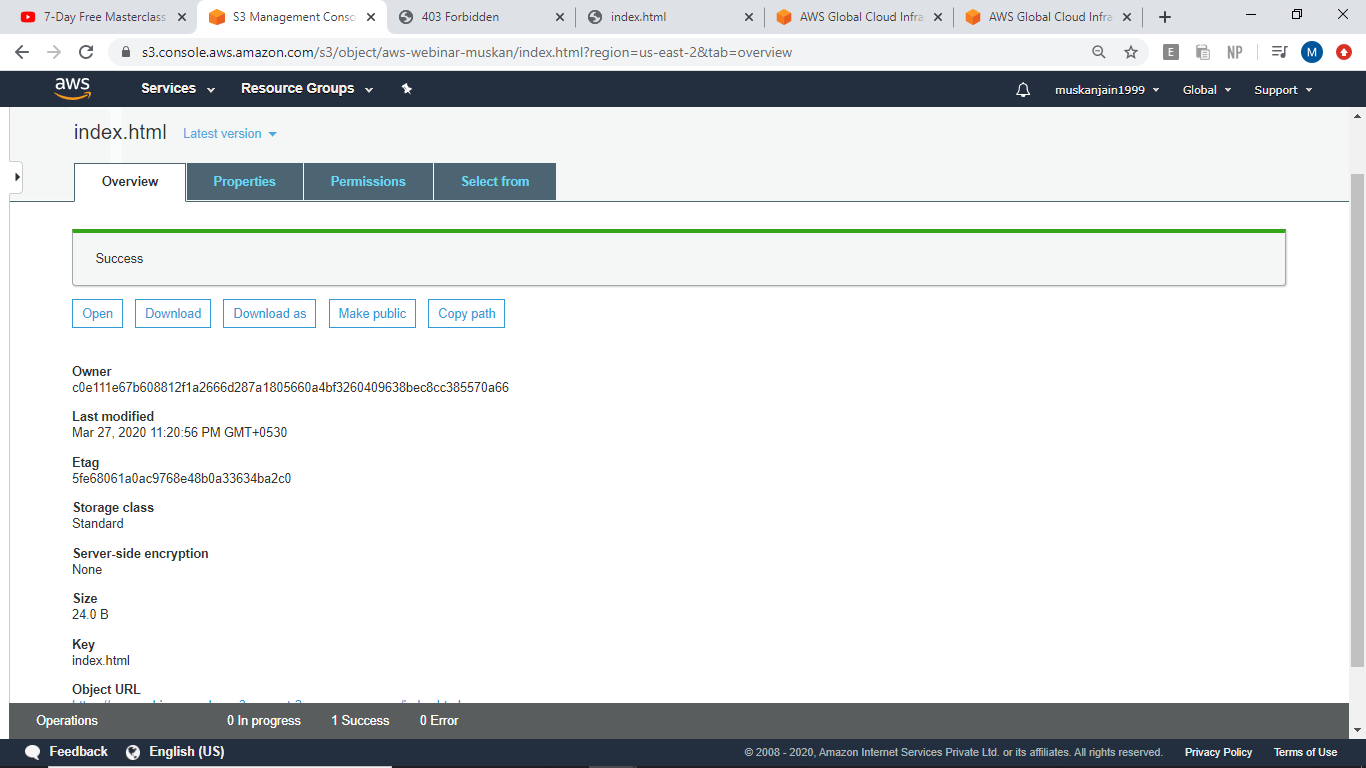 7-Day Free Masterclass
S3 Management Conso
403 Forbidden
index.html
AWS Global Cloud Infra
AWS Global Cloud Infra
s3.console.aws.amazon.com/s3/object/aws-webinar-muskan/index.html?region=us-east-2&tab=overview
E
NP
M
aws
Services
Resource Groups
muskanjain1999
Global
Support
index.html
Latest version
Overview
Properties
Permissions
Select from
Success
Open
Download
Download as
Make public
Copy path
Owner
c0e111e67b608812f1a2666d287a1805660a4bf3260409638bec8cc385570a66
Last modified
Mar 27, 2020 11:20:56 PM GMT+0530
Etag
5fe68061a0ac9768e48b0a33634ba2c0
Storage class
Standard
Server-side encryption
None
Size
24.0 B
Key
index.html
Object URL
Operations
0 In progress
1 Success
0 Error
Feedback
English (US)
© 2008 - 2020, Amazon Internet Services Private Ltd. or its affiliates. All rights reserved.
Privacy Policy
Terms of Use